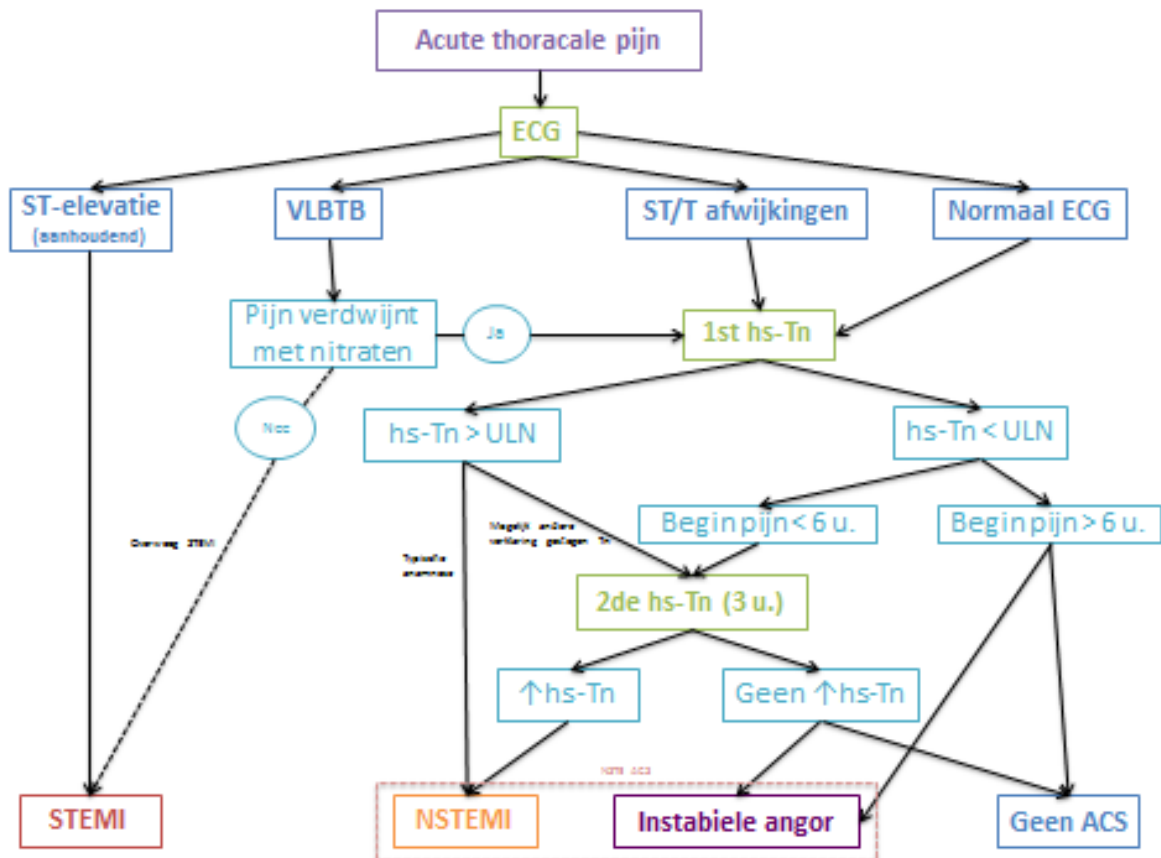 Acute thoracale pijn
ECG
ST-elevatie
(aanhoudend)
VLBTB
ST/T afwijkingen
Normaal ECG
Pijn verdwijnt
met nitraten
Ja
1st hs-Tn
Nee
hs-Tn > ULN
hs-Tn < ULN
Overweeg STEMI
Typische
anamnese
Mogelijk andere
verklaring gestegen Tn
Begin pijn < 6 u.
Begin pijn > 6 u.
2de hs-Tn (3 u.)
↑hs-Tn
Geen ↑hs-Tn
NSTE ACS
STEMI
NSTEMI
Instabiele angor
Geen ACS